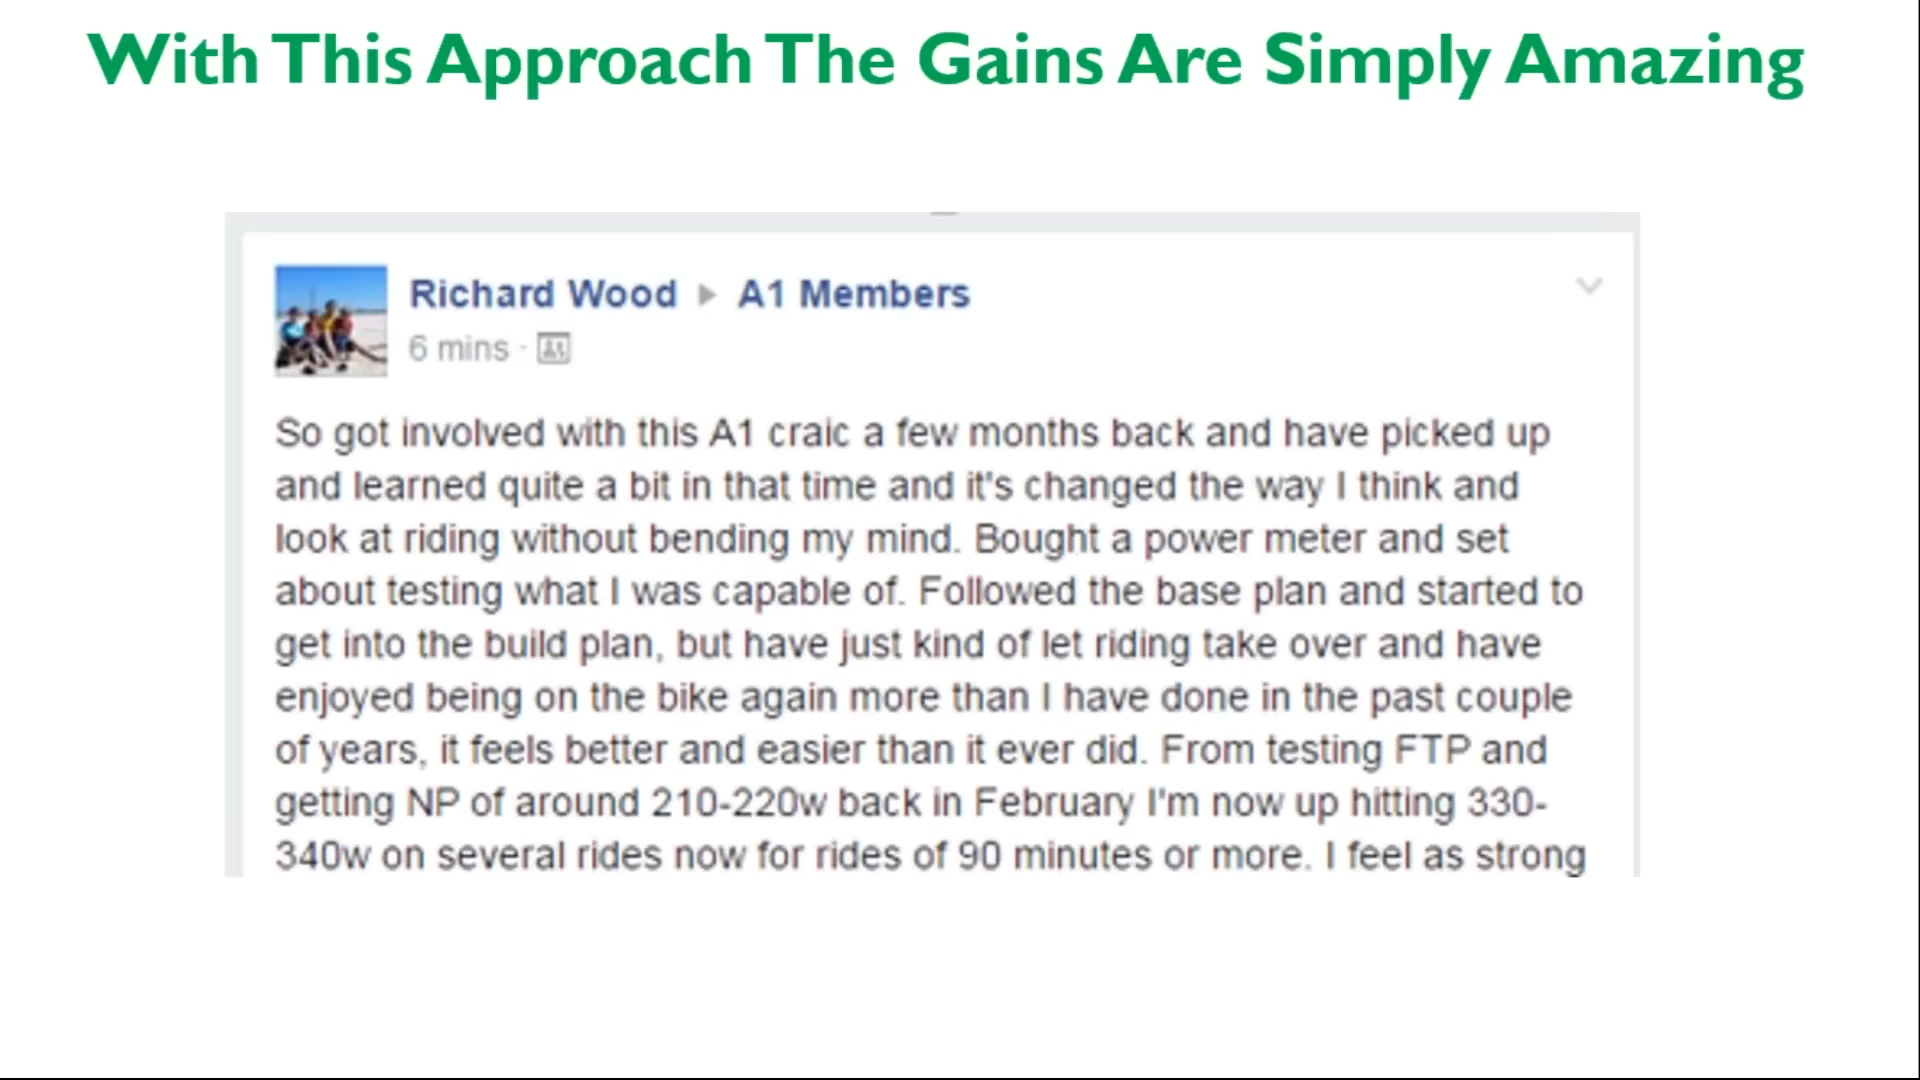 With This Approach The Gains Are Simply Amazing
Richard Wood ▸ A1 Members
6 mins ·
So got involved with this A1 craic a few months back and have picked up
and learned quite a bit in that time and it's changed the way I think and
look at riding without bending my mind. Bought a power meter and set
about testing what I was capable of. Followed the base plan and started to
get into the build plan, but have just kind of let riding take over and have
enjoyed being on the bike again more than I have done in the past couple
of years, it feels better and easier than it ever did. From testing FTP and
getting NP of around 210-220w back in February I'm now up hitting 330-
340w on several rides now for rides of 90 minutes or more. I feel as strong